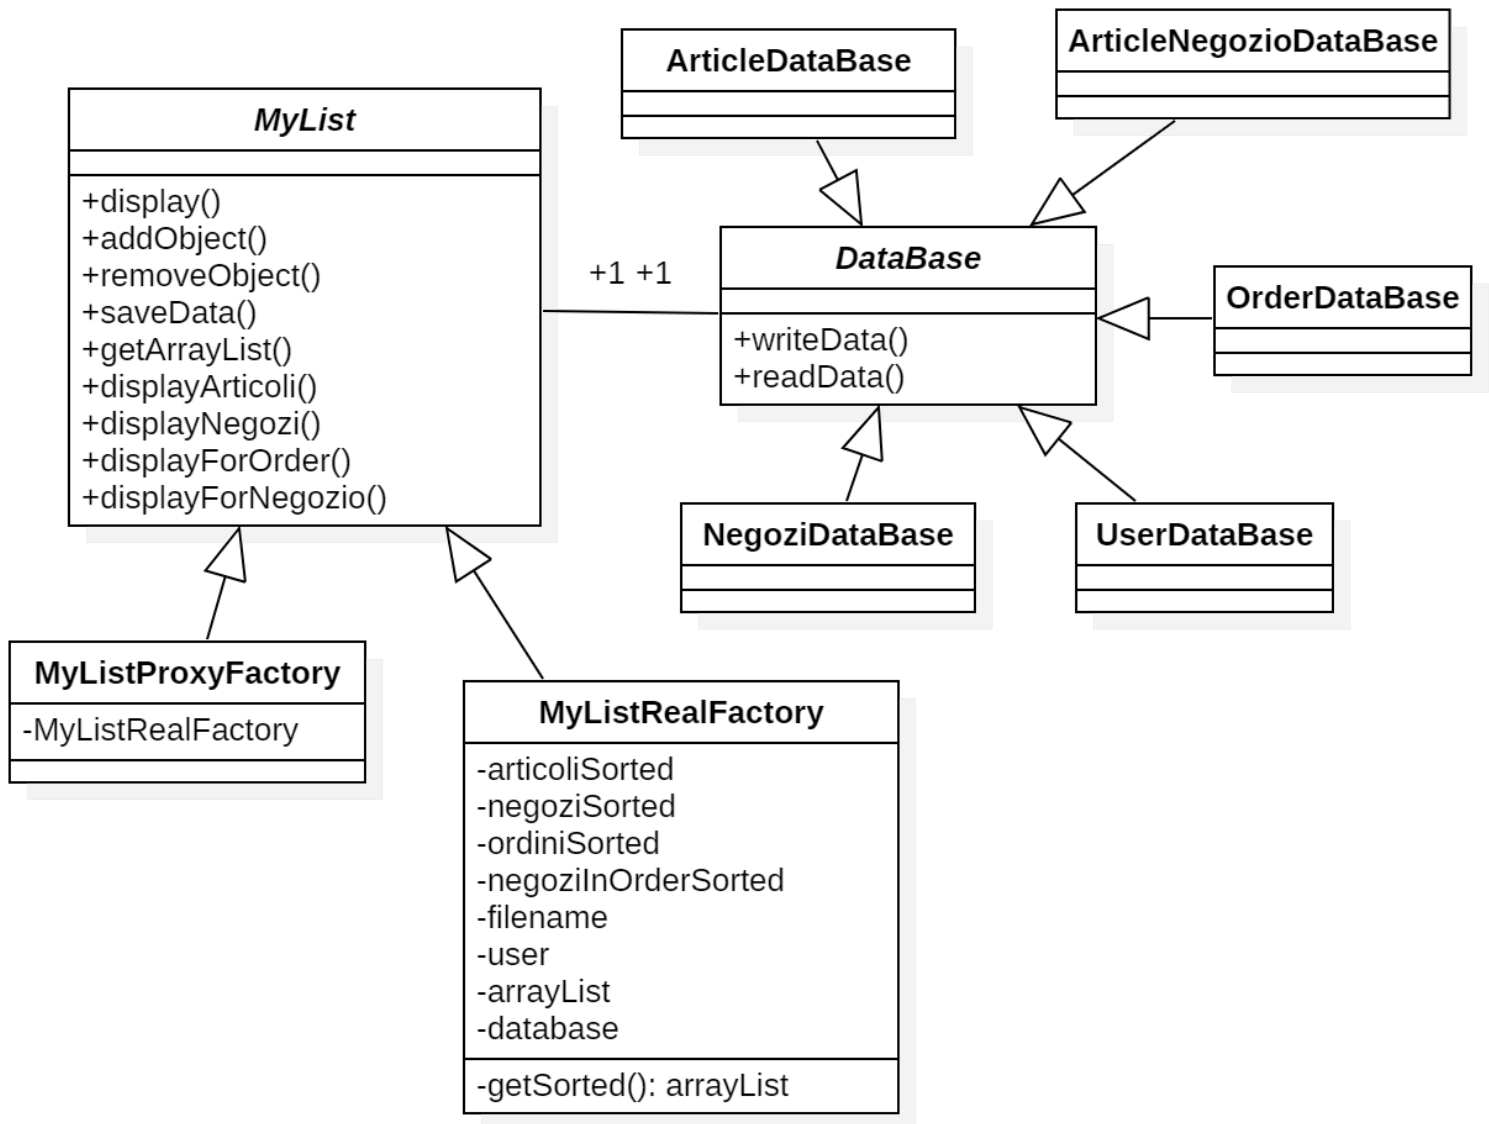 ArticleDataBase
ArticleNegozioDataBase
MyList
+display()
+addObject()
+removeObject()
+saveData()
+getArrayList()
+displayArticoli()
+displayNegozi()
+displayForOrder()
+displayForNegozio()
+1 +1
DataBase
+writeData()
+readData()
OrderDataBase
NegoziDataBase
UserDataBase
MyListProxyFactory
-MyListRealFactory
MyListRealFactory
-articoliSorted
-negoziSorted
-ordiniSorted
-negoziInOrderSorted
-filename
-user
-arrayList
-database
-getSorted(): arrayList